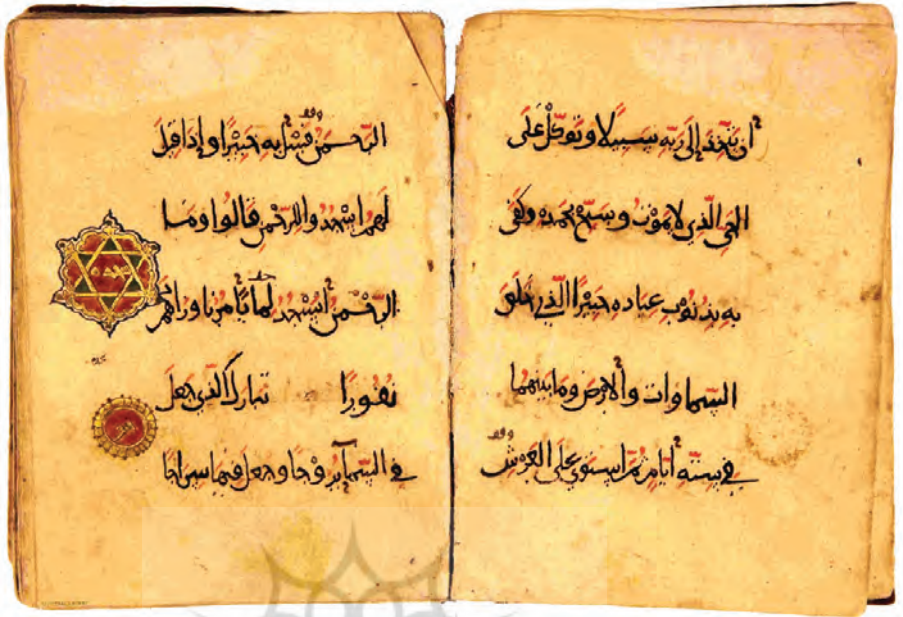 أن يتخذ إلى ربه سبيلا وتوكل على
الحي الذي لا يموت وسبح بحمده وكفى
به بذنوب عباده خبيرا الذي خلق
السماوات والأرض وما بينهما
في ستة أيام ثم استوى على العرش
الرحمن فسئل به خبيرا وإذا قيل
لهم اسجدوا للرحمن قالوا وما
الرحمن أنسجد لما تأمرنا وزادهم
نفورا تبارك الذي جعل
في السماء بروجا وجعل فيها سراجا